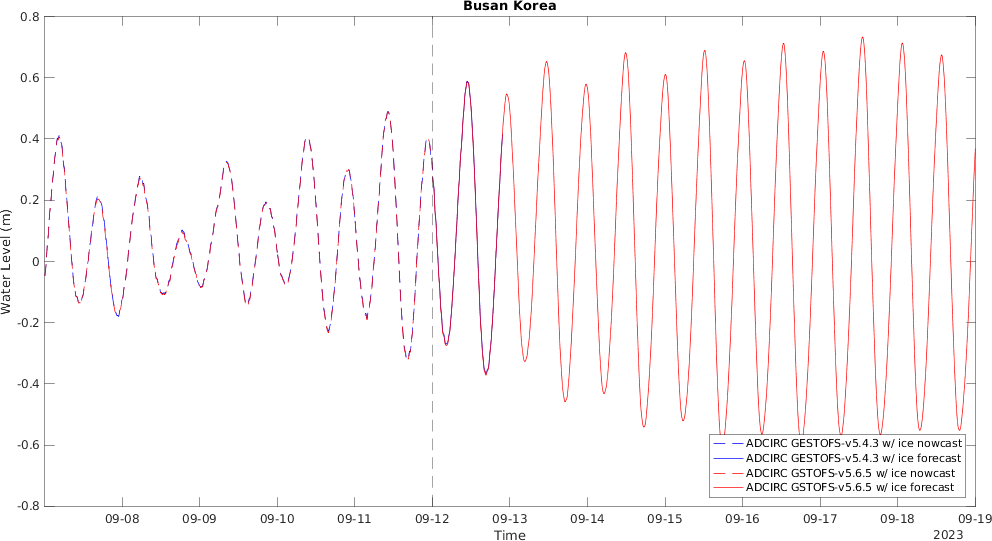 Busan Korea
0.8
0.6
0.4
0.2
0
-0.2
-0.4
-0.6
-0.8
Water Level (m)
ADCIRC GESTOFS-v5.4.3 w/ ice nowcast
ADCIRC GESTOFS-v5.4.3 w/ ice forecast
ADCIRC GSTOFS-v5.6.5 w/ ice nowcast
ADCIRC GSTOFS-v5.6.5 w/ ice forecast
09-08 09-09 09-10 09-11 09-12 09-13 09-14 09-15 09-16 09-17 09-18 09-19
Time
2023